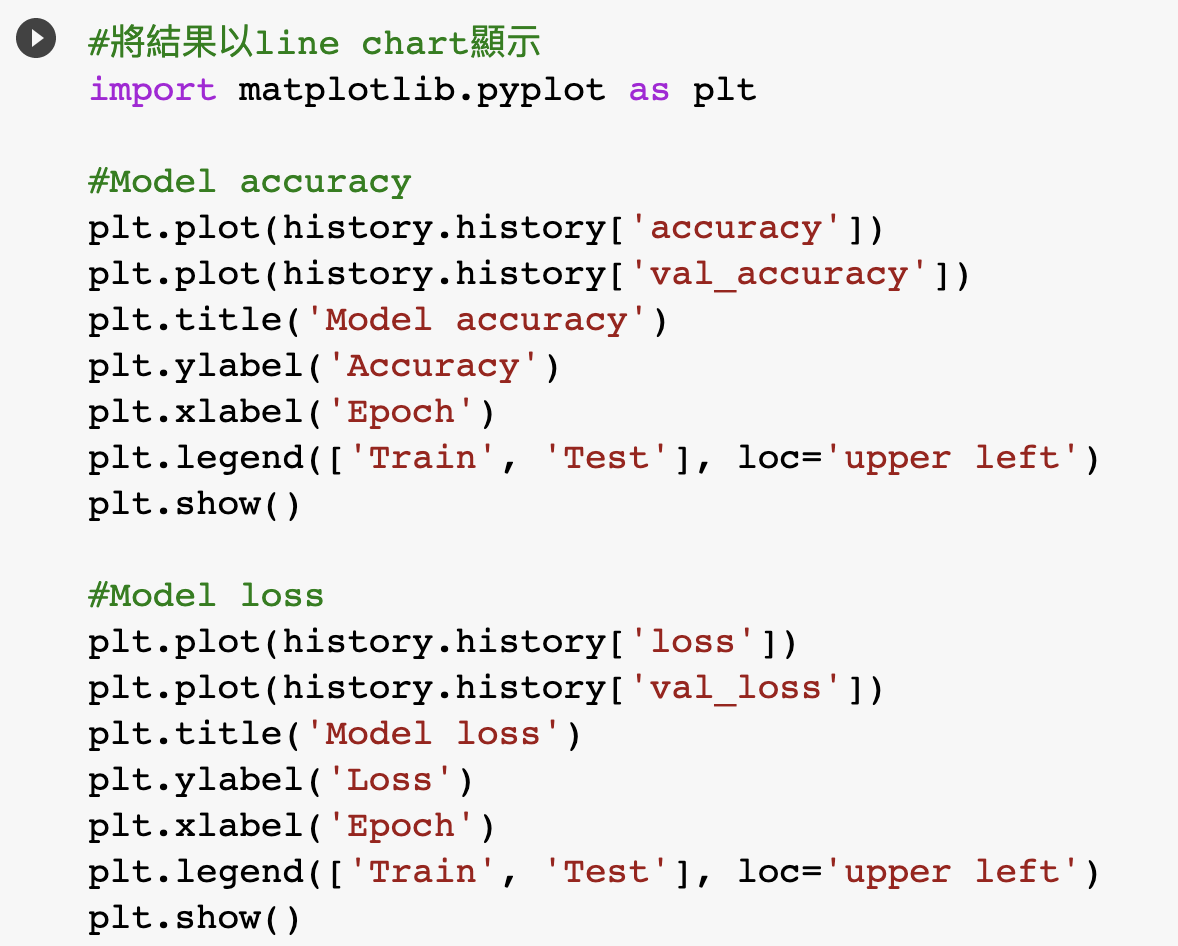 #將結果以line chart顯示
import matplotlib.pyplot as plt
#Model accuracy
plt.plot(history.history['accuracy'])
plt.plot(history.history['val_accuracy'])
plt.title('Model accuracy')
plt.ylabel('Accuracy')
plt.xlabel('Epoch')
plt.legend(['Train', 'Test'], loc='upper left')
plt.show()
#Model loss
plt.plot(history.history['loss'])
plt.plot(history.history['val_loss'])
plt.title('Model loss')
plt.ylabel('Loss')
plt.xlabel('Epoch')
plt.legend(['Train', 'Test'], loc='upper left')
plt.show()